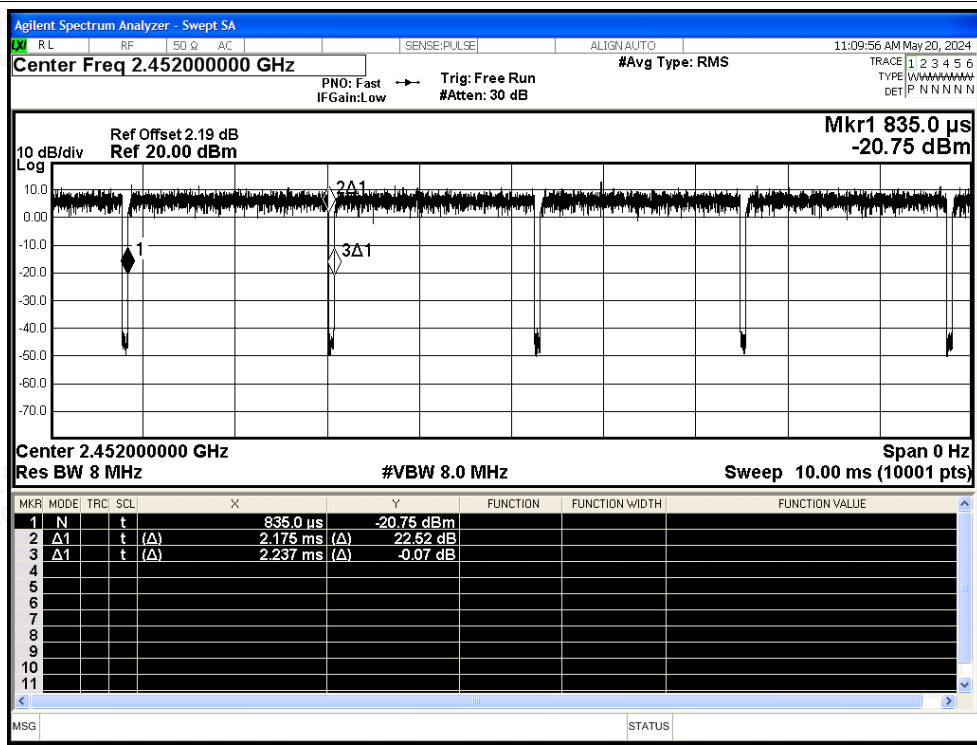 Agilent Spectrum Analyzer - Swept SA
LXI RL RF 50 Ω AC SENSE:PULSE ALIGN AUTO 11:09:56 AM May 20, 2024
Center Freq 2.452000000 GHz #Avg Type: RMS TRACE 1 2 3 4 5 6
PNO: Fast Trig: Free Run TYPE WWWWWW
IFGain:Low #Atten: 30 dB DET P N N N N N
Mkr1 835.0 µs
Ref Offset 2.19 dB
10 dB/div Ref 20.00 dBm -20.75 dBm
Log
10.0 2Δ1
0.00
-10.0 1 3Δ1
-20.0
-30.0
-40.0
-50.0
-60.0
-70.0
Center 2.452000000 GHz Span 0 Hz
Res BW 8 MHz #VBW 8.0 MHz Sweep 10.00 ms (10001 pts)
MKR MODE TRC SCL X Y FUNCTION FUNCTION WIDTH FUNCTION VALUE
1 N t 835.0 µs -20.75 dBm
2 Δ1 t (Δ) 2.175 ms (Δ) 22.52 dB
3 Δ1 t (Δ) 2.237 ms (Δ) -0.07 dB
4
5
6
7
8
9
10
11
MSG STATUS